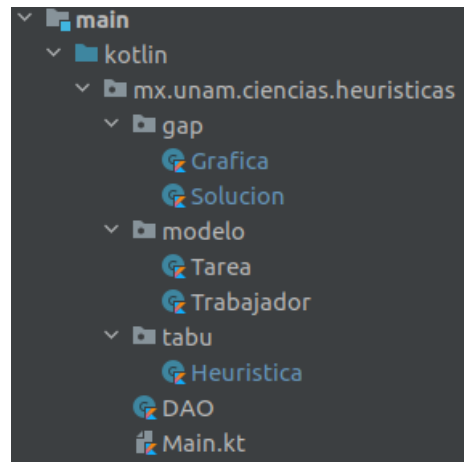 main
kotlin
mx.unam.ciencias.heuristicas
gap
Grafica
Solucion
modelo
Tarea
Trabajador
tabu
Heuristica
DAO
Main.kt